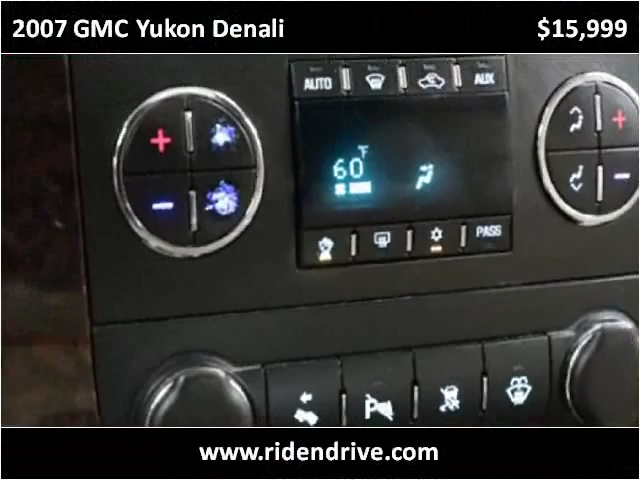 2007 GMC Yukon Denali $15,999
AUTO AUX
60 °F
PASS
P
www.ridendrive.com